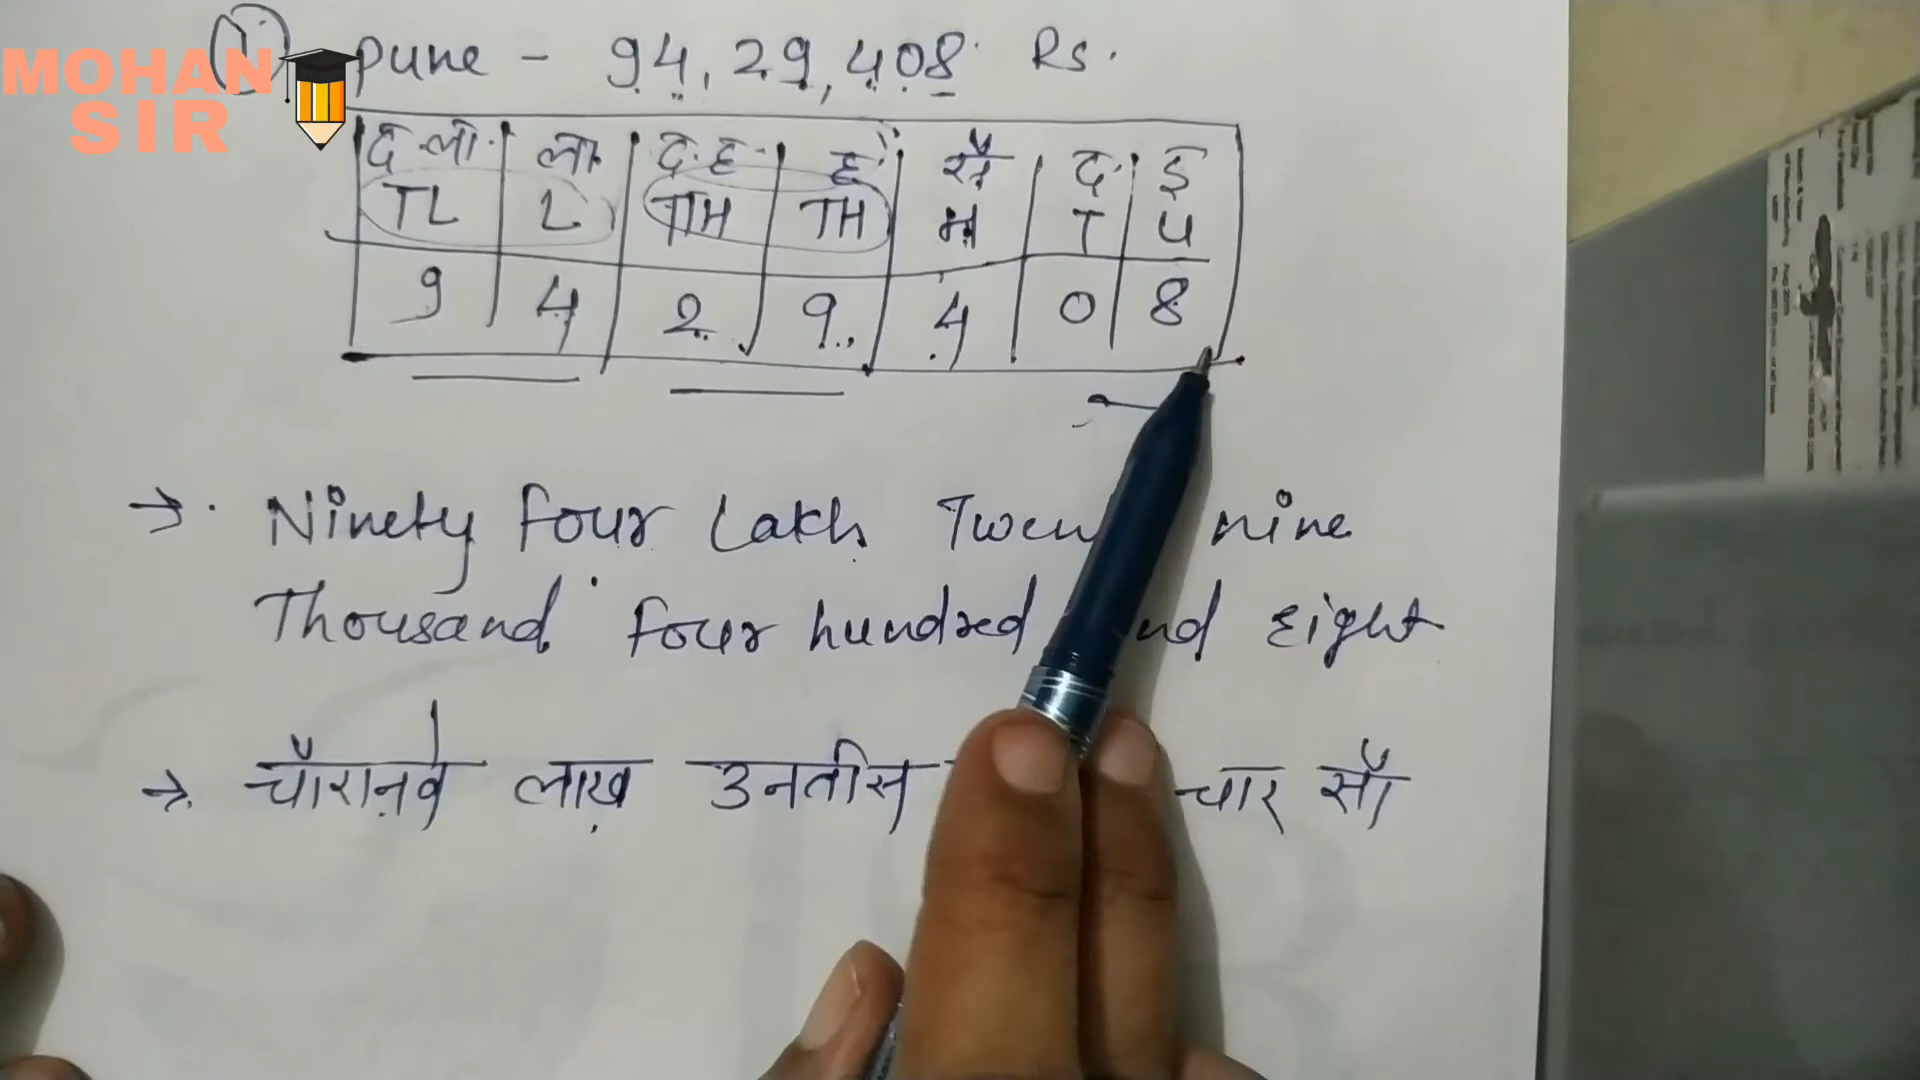 MOHAN SIR
1 Pune - 94,29,408 Rs.
द.ला. ला द.ह. ह. सौ द. इ
TL L TTH TH H T U
9 4 2 9 4 0 8
→ Ninety four Lakh nine
Thousand four hundred Eight
→ चौरानवे लाख उनतीस चार सौ